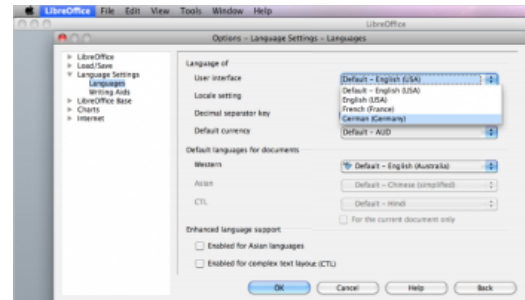 LibreOffice File Edit View Tools Window Help
LibreOffice
Options – Language Settings – Languages
LibreOffice
Load/Save
Language Settings
Languages
Writing Aids
LibreOffice Base
Charts
Internet
Language of
User interface
Default – English (USA)
Default – English (USA)
English (USA)
French (France)
German (Germany)
Locale setting
Decimal separator key
Default currency
Default – AUD
Default languages for documents
Western
Default – English (Australia)
Asian
Default – Chinese (simplified)
CTL
Default – Hindi
For the current document only
Enhanced language support
Enabled for Asian languages
Enabled for complex text layout (CTL)
OK Cancel Help Back